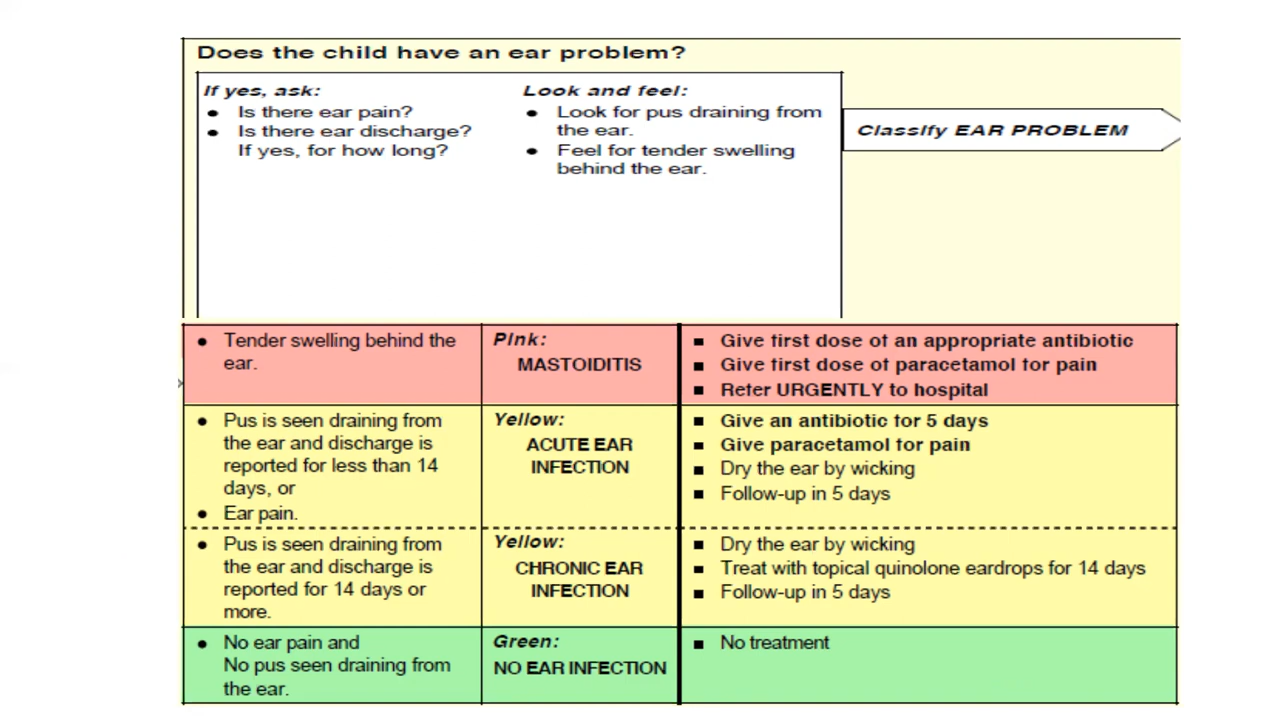 Does the child have an ear problem?
If yes, ask:
● Is there ear pain?
● Is there ear discharge?
If yes, for how long?
Look and feel:
● Look for pus draining from
the ear.
● Feel for tender swelling
behind the ear.
Classify EAR PROBLEM
● Tender swelling behind the
ear.
Pink:
MASTOIDITIS
■ Give first dose of an appropriate antibiotic
■ Give first dose of paracetamol for pain
■ Refer URGENTLY to hospital
● Pus is seen draining from
the ear and discharge is
reported for less than 14
days, or
● Ear pain.
Yellow:
ACUTE EAR
INFECTION
■ Give an antibiotic for 5 days
■ Give paracetamol for pain
■ Dry the ear by wicking
■ Follow-up in 5 days
● Pus is seen draining from
the ear and discharge is
reported for 14 days or
more.
Yellow:
CHRONIC EAR
INFECTION
■ Dry the ear by wicking
■ Treat with topical quinolone eardrops for 14 days
■ Follow-up in 5 days
● No ear pain and
No pus seen draining from
the ear.
Green:
NO EAR INFECTION
■ No treatment